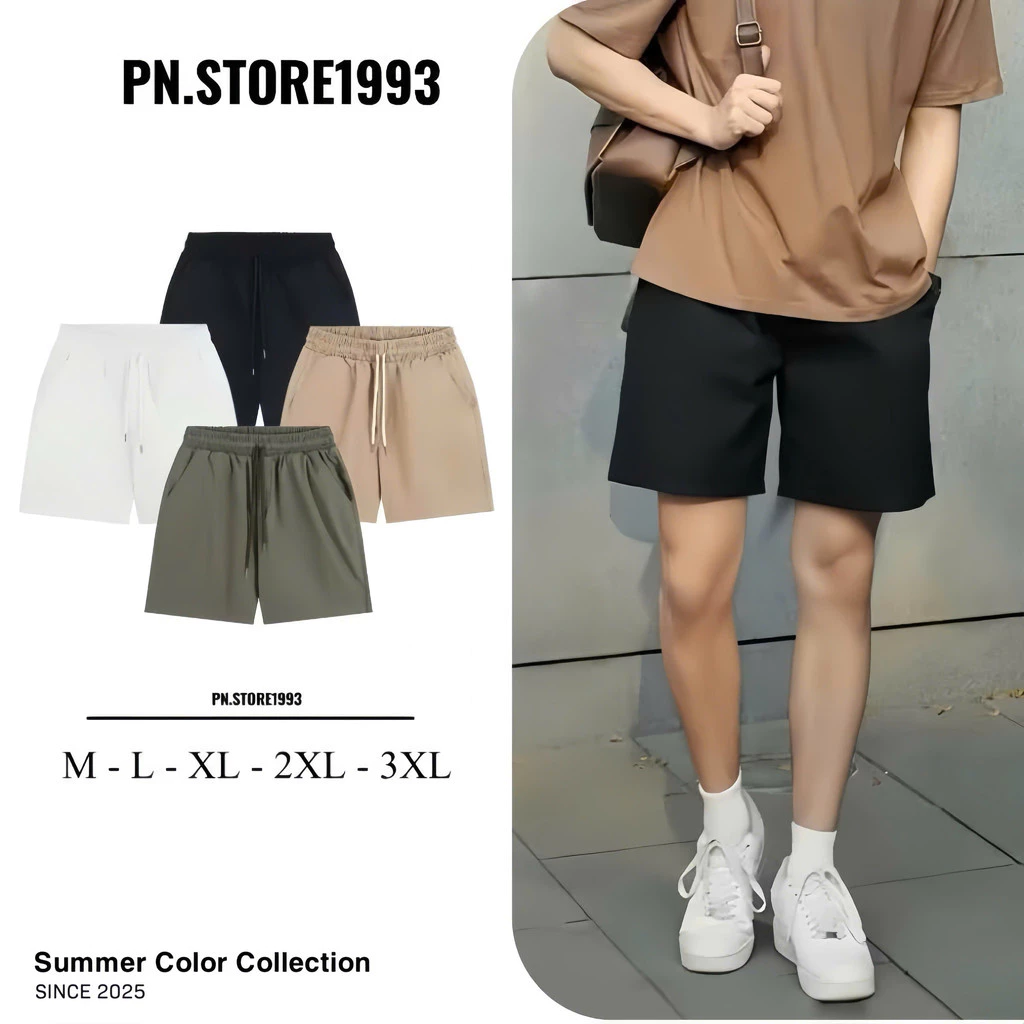 PN.STORE1993
PN.STORE1993
M - L - XL - 2XL - 3XL
Summer Color Collection
SINCE 2025